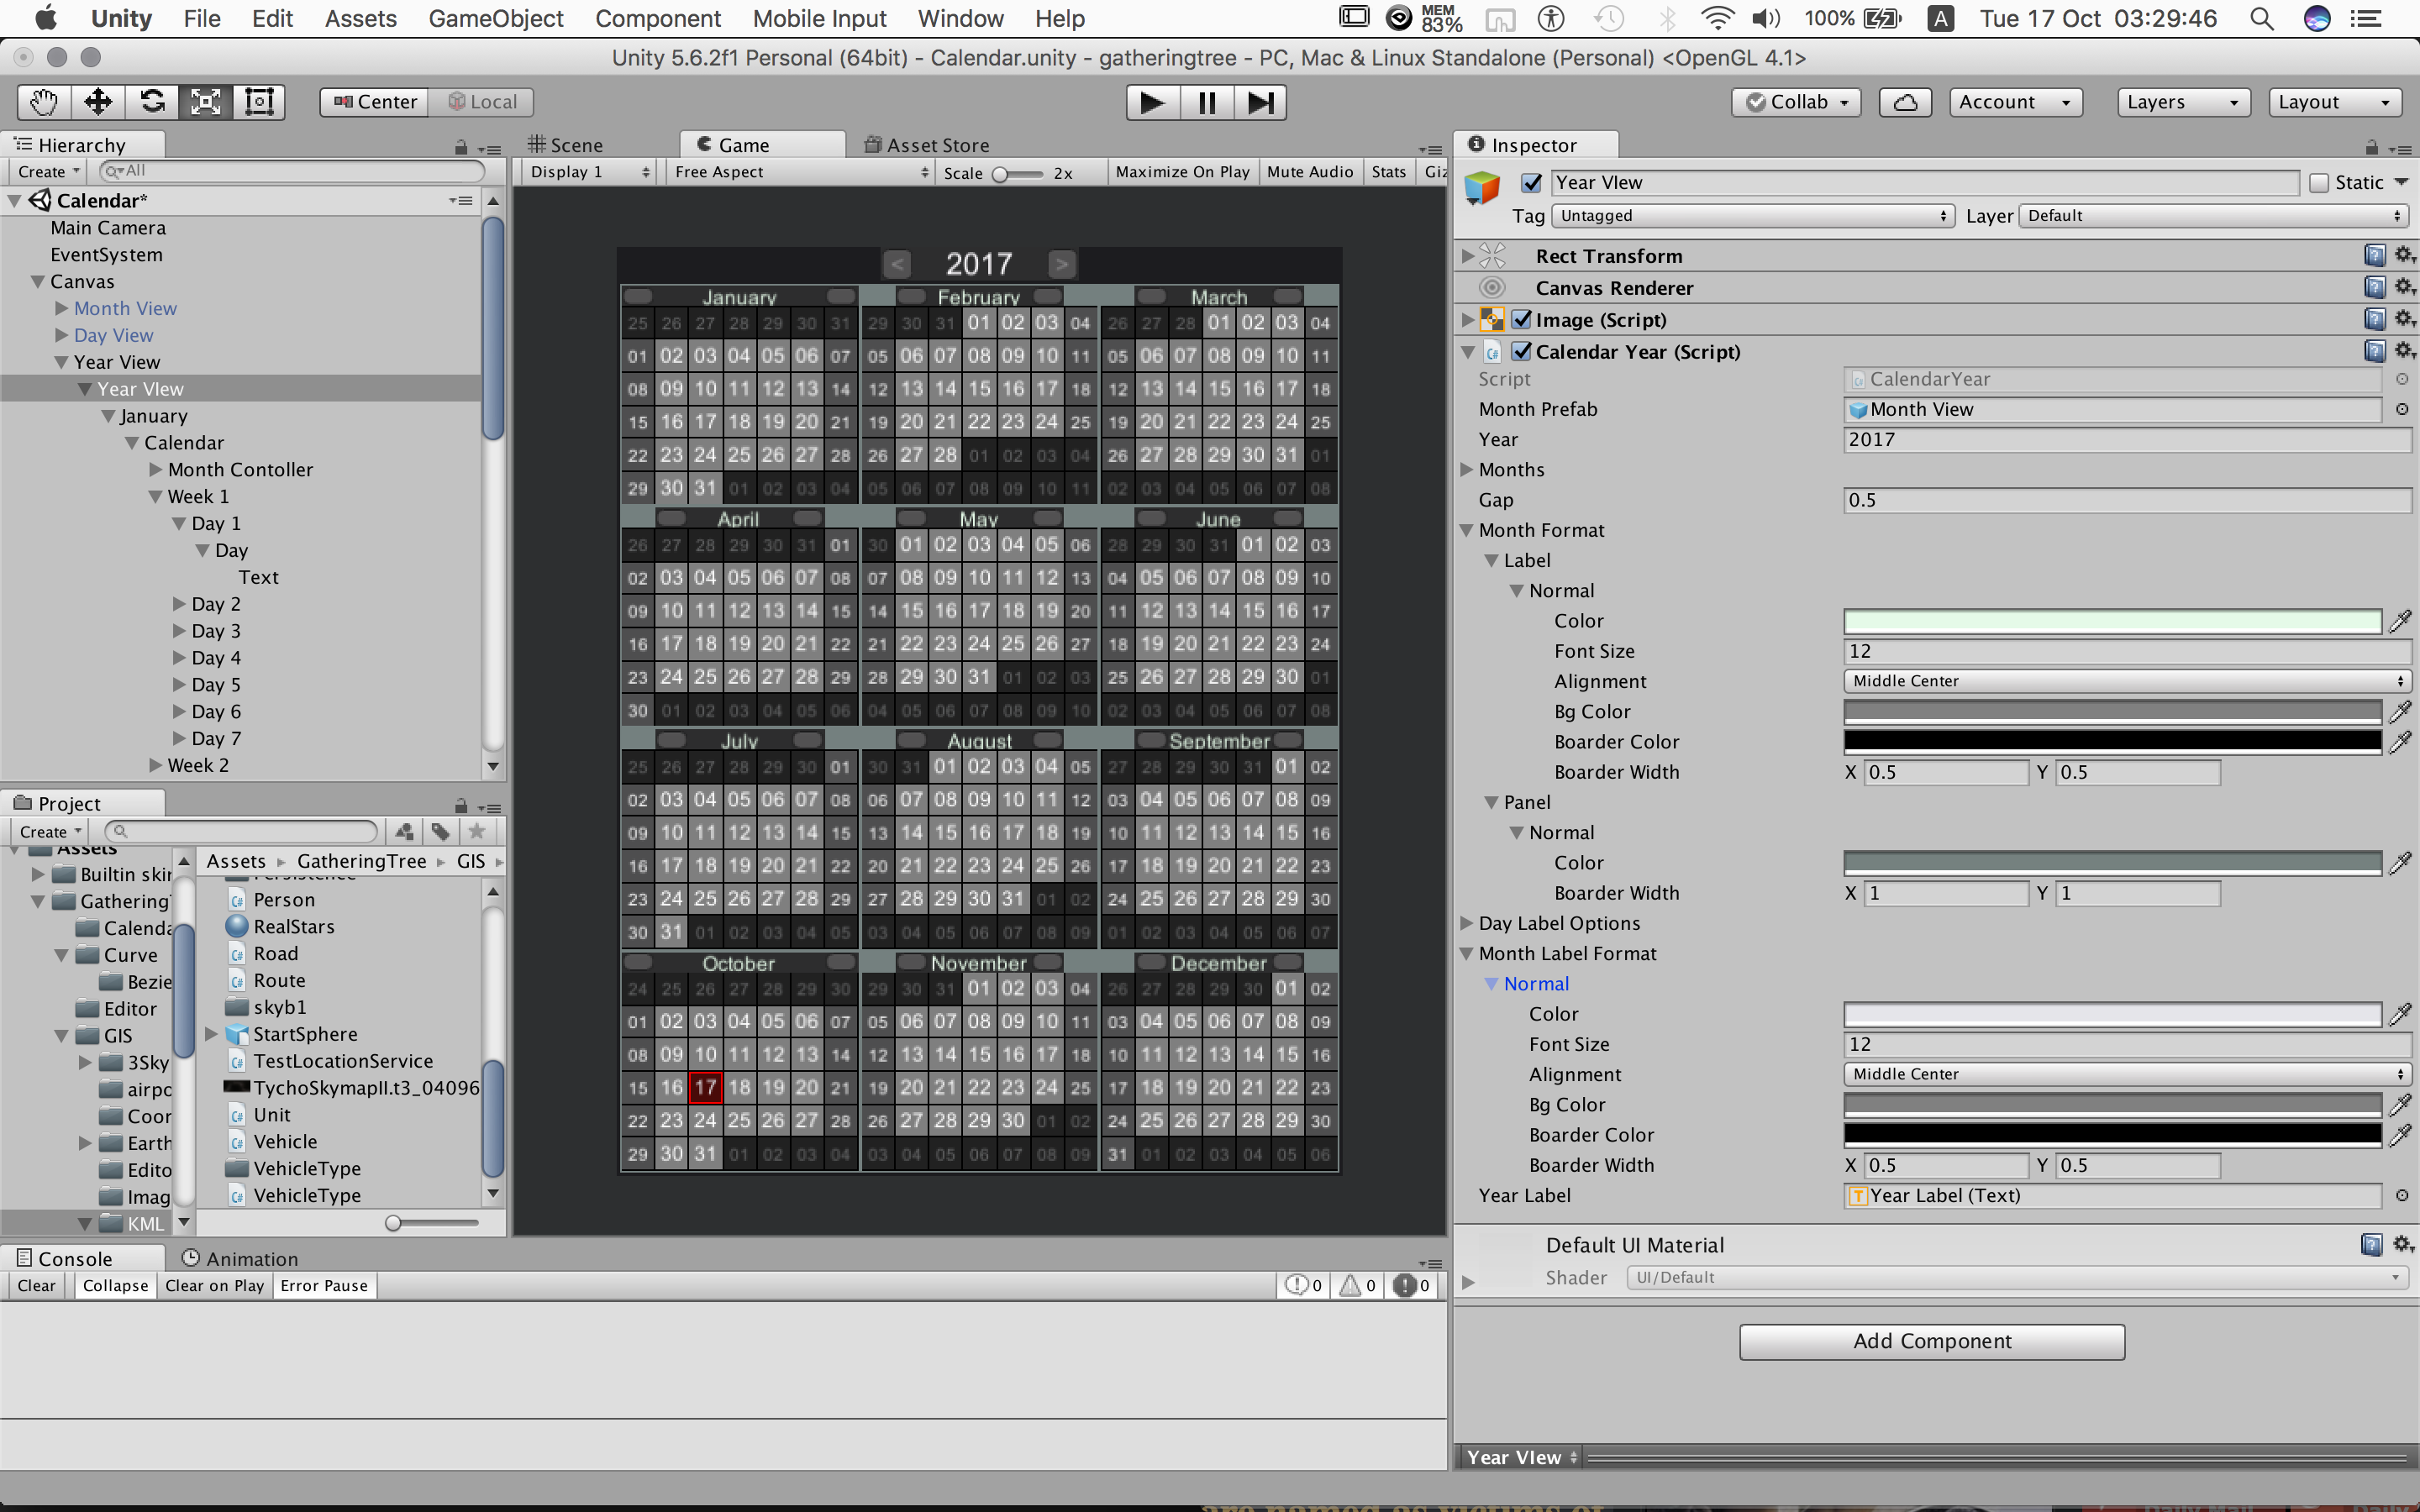 Unity File Edit Assets GameObject Component Mobile Input Window Help MEM 83% 100% A Tue 17 Oct 03:29:46
Unity 5.6.2f1 Personal (64bit) - Calendar.unity - gatheringtree - PC, Mac & Linux Standalone (Personal) <OpenGL 4.1>
Center Local Collab Account Layers Layout
Hierarchy
Create All
Calendar*
Main Camera
EventSystem
Canvas
Month View
Day View
Year View
Year VIew
January
Calendar
Month Contoller
Week 1
Day 1
Day
Text
Day 2
Day 3
Day 4
Day 5
Day 6
Day 7
Week 2
Project
Create
Assets
Builtin skir
Gathering
Calenda
Curve
Bezie
Editor
GIS
3Sky
airpo
Coor
Earth
Edito
Imag
KML
Assets GatheringTree GIS
Persistence
Person
RealStars
Road
Route
skyb1
StartSphere
TestLocationService
TychoSkymapII.t3_04096
Unit
Vehicle
VehicleType
VehicleType
Scene Game Asset Store
Display 1 Free Aspect Scale 2x Maximize On Play Mute Audio Stats Giz
< 2017 >
January February March
25 26 27 28 29 30 31 29 30 31 01 02 03 04 26 27 28 01 02 03 04
01 02 03 04 05 06 07 05 06 07 08 09 10 11 05 06 07 08 09 10 11
08 09 10 11 12 13 14 12 13 14 15 16 17 18 12 13 14 15 16 17 18
15 16 17 18 19 20 21 19 20 21 22 23 24 25 19 20 21 22 23 24 25
22 23 24 25 26 27 28 26 27 28 01 02 03 04 26 27 28 29 30 31 01
29 30 31 01 02 03 04 05 06 07 08 09 10 11 02 03 04 05 06 07 08
April May June
26 27 28 29 30 31 01 30 01 02 03 04 05 06 28 29 30 31 01 02 03
02 03 04 05 06 07 08 07 08 09 10 11 12 13 04 05 06 07 08 09 10
09 10 11 12 13 14 15 14 15 16 17 18 19 20 11 12 13 14 15 16 17
16 17 18 19 20 21 22 21 22 23 24 25 26 27 18 19 20 21 22 23 24
23 24 25 26 27 28 29 28 29 30 31 01 02 03 25 26 27 28 29 30 01
30 01 02 03 04 05 06 04 05 06 07 08 09 10 02 03 04 05 06 07 08
July August September
25 26 27 28 29 30 01 30 31 01 02 03 04 05 27 28 29 30 31 01 02
02 03 04 05 06 07 08 06 07 08 09 10 11 12 03 04 05 06 07 08 09
09 10 11 12 13 14 15 13 14 15 16 17 18 19 10 11 12 13 14 15 16
16 17 18 19 20 21 22 20 21 22 23 24 25 26 17 18 19 20 21 22 23
23 24 25 26 27 28 29 27 28 29 30 31 01 02 24 25 26 27 28 29 30
30 31 01 02 03 04 05 03 04 05 06 07 08 09 01 02 03 04 05 06 07
October November December
24 25 26 27 28 29 30 29 30 31 01 02 03 04 26 27 28 29 30 01 02
01 02 03 04 05 06 07 05 06 07 08 09 10 11 03 04 05 06 07 08 09
08 09 10 11 12 13 14 12 13 14 15 16 17 18 10 11 12 13 14 15 16
15 16 17 18 19 20 21 19 20 21 22 23 24 25 17 18 19 20 21 22 23
22 23 24 25 26 27 28 26 27 28 29 30 01 02 24 25 26 27 28 29 30
29 30 31 01 02 03 04 03 04 05 06 07 08 09 31 01 02 03 04 05 06
Console Animation
Clear Collapse Clear on Play Error Pause 0 0 0
Inspector
Year VIew Static
Tag Untagged Layer Default
Rect Transform
Canvas Renderer
Image (Script)
Calendar Year (Script)
Script CalendarYear
Month Prefab Month View
Year 2017
Months
Gap 0.5
Month Format
Label
Normal
Color
Font Size 12
Alignment Middle Center
Bg Color
Boarder Color
Boarder Width X 0.5 Y 0.5
Panel
Normal
Color
Boarder Width X 1 Y 1
Day Label Options
Month Label Format
Normal
Color
Font Size 12
Alignment Middle Center
Bg Color
Boarder Color
Boarder Width X 0.5 Y 0.5
Year Label Year Label (Text)
Default UI Material
Shader UI/Default
Add Component
Year VIew
are named as victims of